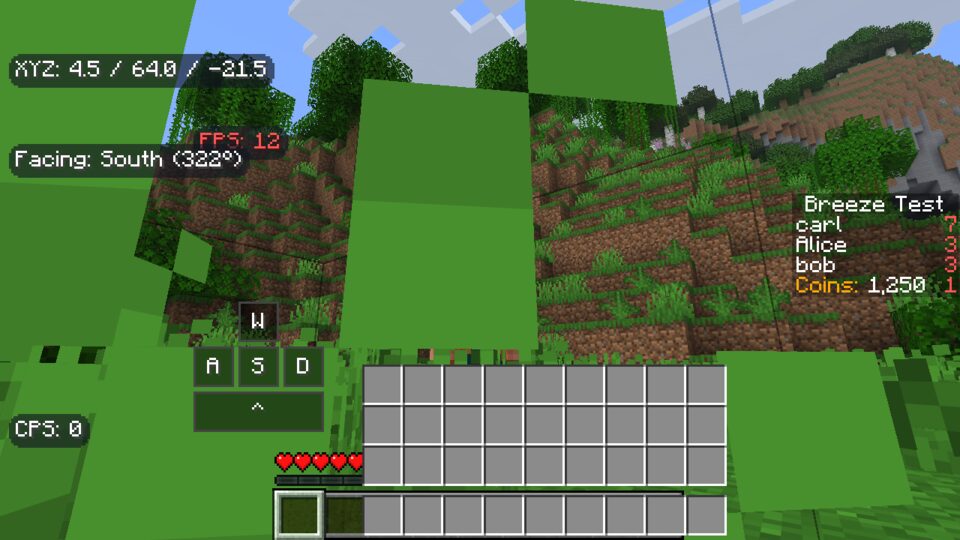 XYZ: 4.5 / 64.0 / -21.5
FPS: 12
Facing: South (322°)
Breeze Test
carl 7
Alice 3
bob 3
Coins: 1,250 1
W
A S D
^
CPS: 0